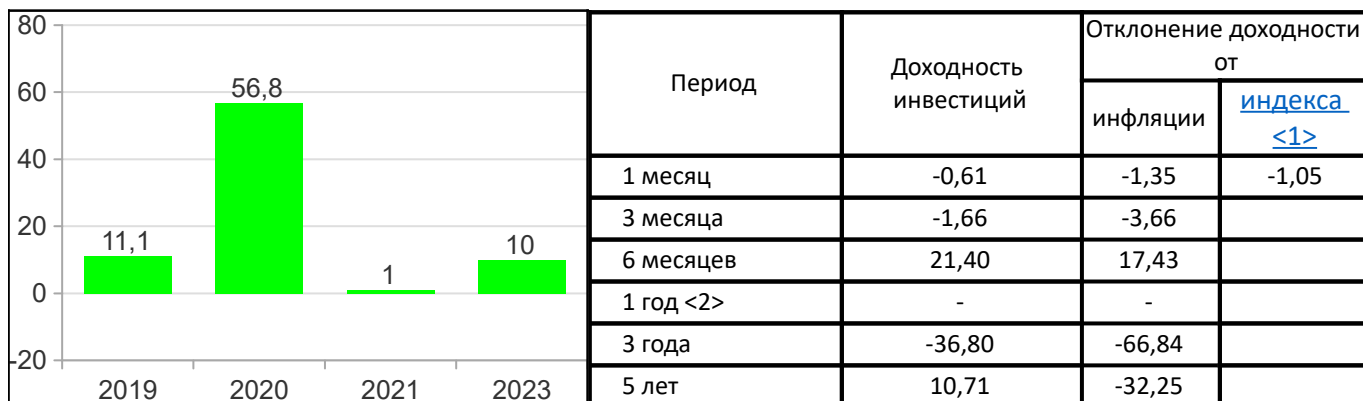 80
60
40
20
0
-20
11,1
56,8
1
10
2019 2020 2021 2023
Период
Доходность
инвестиций
Отклонение доходности
от
инфляции
индекса
<1>
1 месяц -0,61 -1,35 -1,05
3 месяца -1,66 -3,66
6 месяцев 21,40 17,43
1 год <2> - -
3 года -36,80 -66,84
5 лет 10,71 -32,25